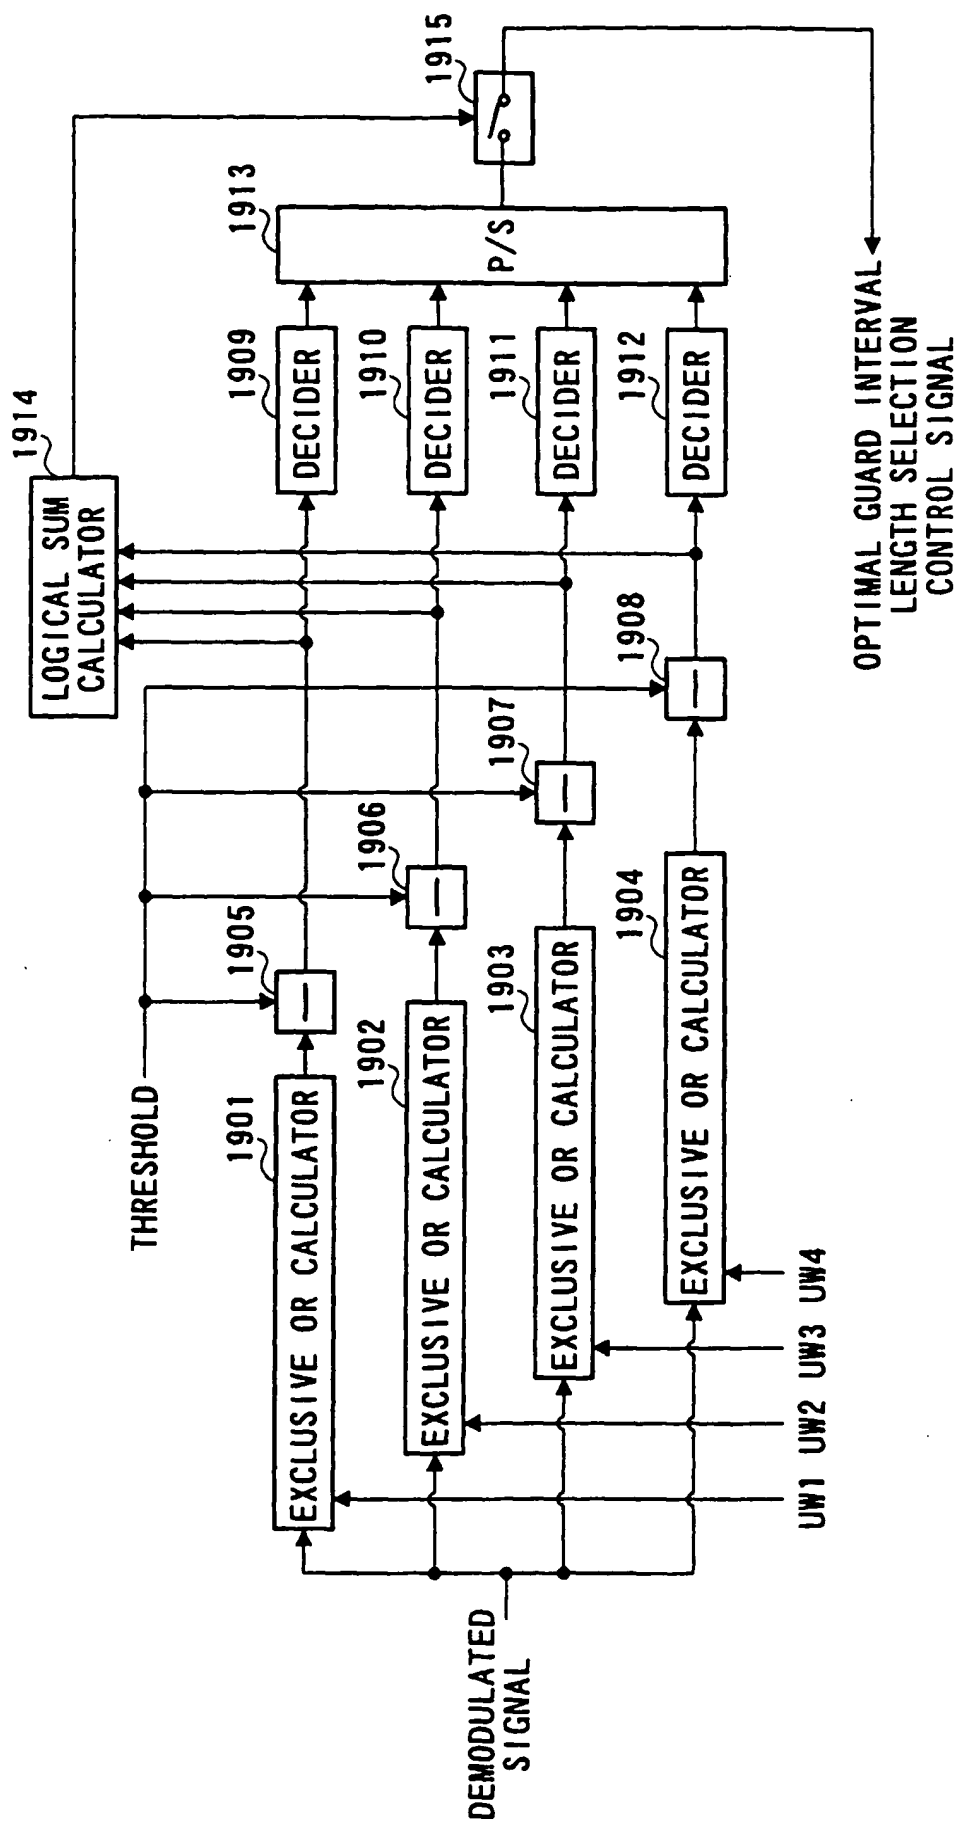 LOGICAL SUM
CALCULATOR
1914
THRESHOLD
1915
1901
EXCLUSIVE OR CALCULATOR
1905
—
1909
DECIDER
1913
P/S
1902
EXCLUSIVE OR CALCULATOR
1906
—
1910
DECIDER
1903
EXCLUSIVE OR CALCULATOR
1907
—
1911
DECIDER
1904
EXCLUSIVE OR CALCULATOR
1908
—
1912
DECIDER
DEMODULATED
SIGNAL
UW1
UW2
UW3
UW4
OPTIMAL GUARD INTERVAL
LENGTH SELECTION
CONTROL SIGNAL